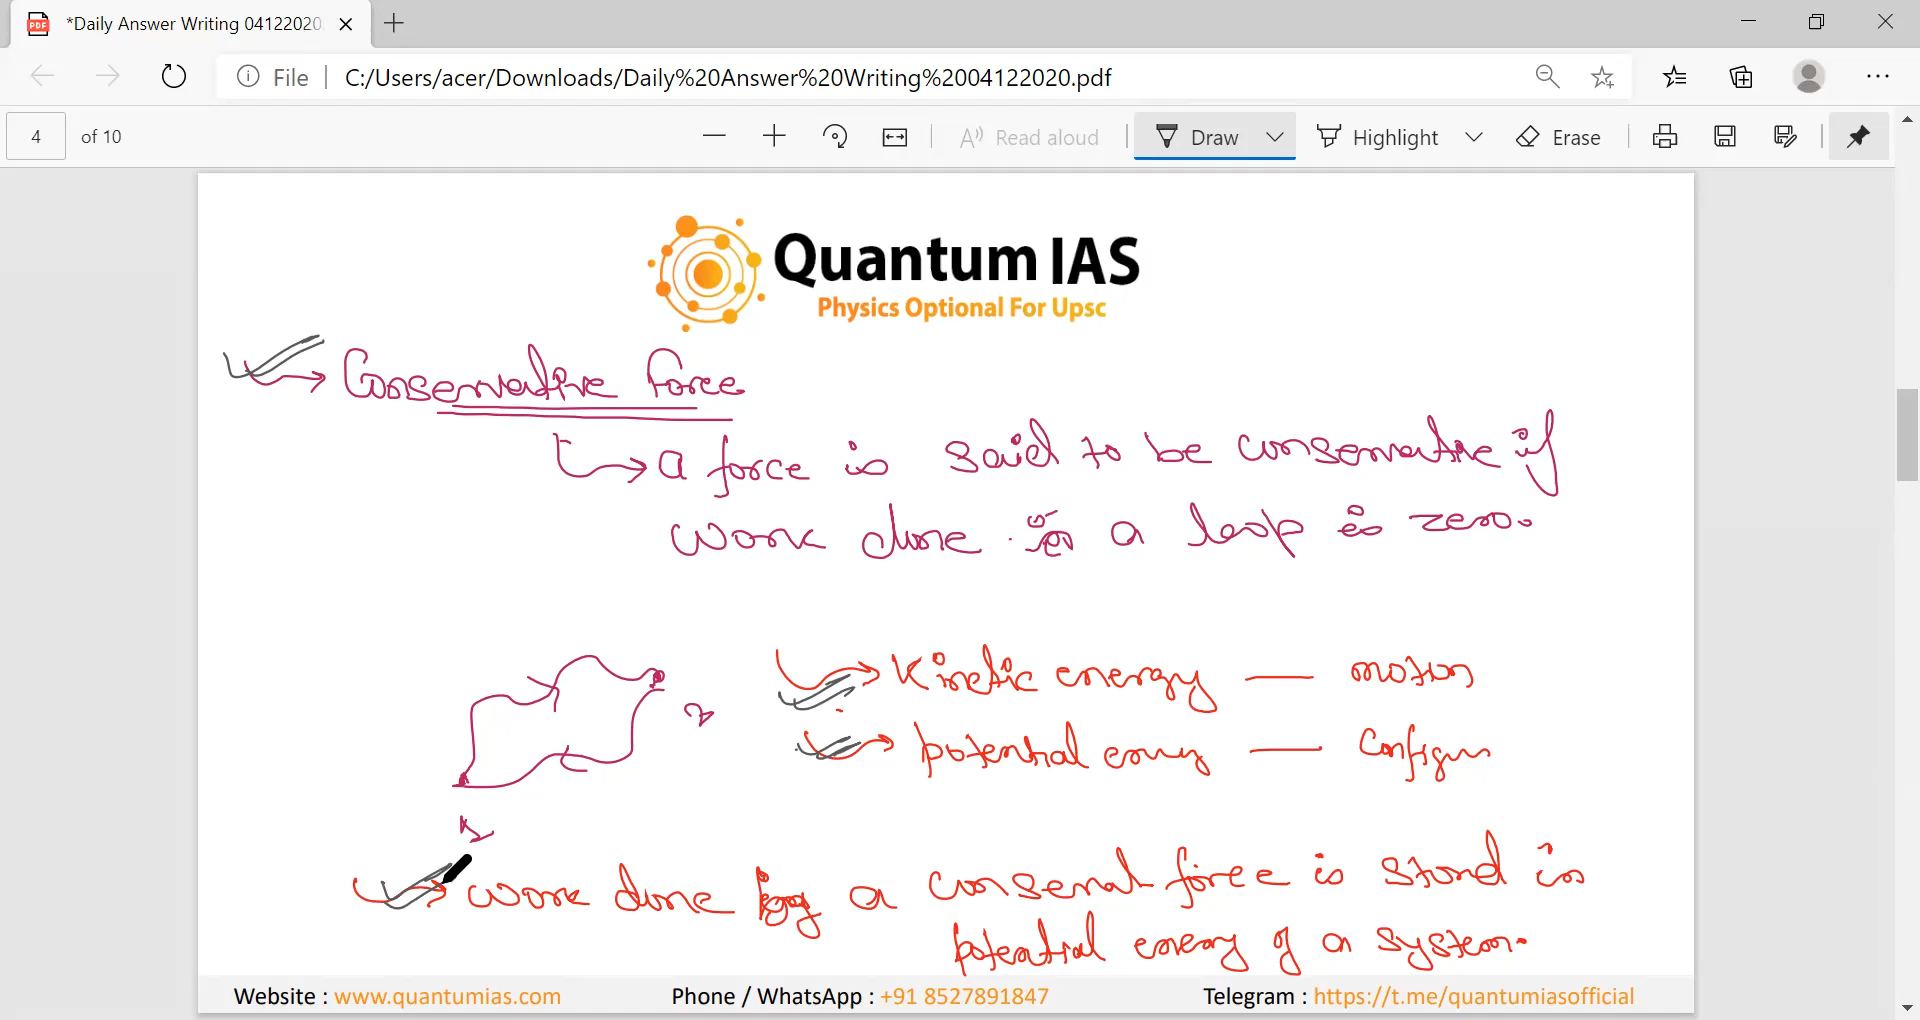 *Daily Answer Writing 04122020
File
C:/Users/acer/Downloads/Daily%20Answer%20Writing%2004122020.pdf
4 of 10
Read aloud
Draw
Highlight
Erase
Quantum IAS
Physics Optional For Upsc
Conservative Force
a force is said to be conservative if
work done in a loop is zero.
Kinetic energy — motion
2
potential energy — Configur
1
work done by a conservat force is stored in
potential energy of a system.
Website : www.quantumias.com
Phone / WhatsApp : +91 8527891847
Telegram : https://t.me/quantumiasofficial